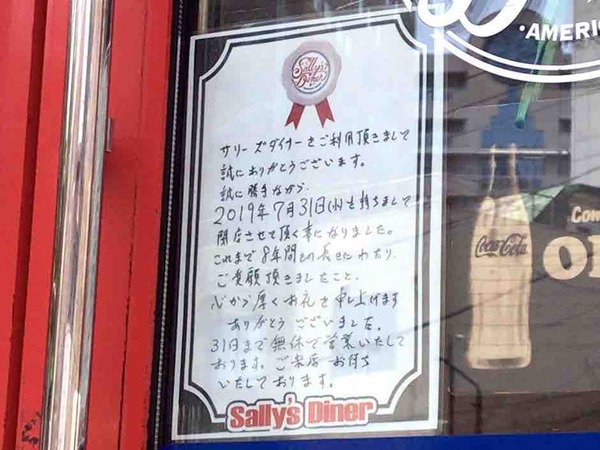 Sally's
Diner
サリーズダイナーをご利用頂きまして
誠にありがとうございます。
誠に勝手ながら
2019年7月31日(水)を持ちまして
閉店させて頂く事になりました。
これまで8年間との長きにわたり
ご愛顧頂きましたこと、
心から厚くお礼を申し上げます
ありがとうございました。
31日まで無休で営業いたして
おります。ご来店お待ち
いたしております。
Sally's Diner
AMERIC
Coca-Cola
Com
O